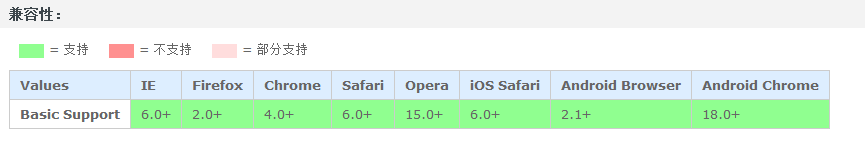 兼容性：
= 支持 = 不支持 = 部分支持
Values IE Firefox Chrome Safari Opera iOS Safari Android Browser Android Chrome
Basic Support 6.0+ 2.0+ 4.0+ 6.0+ 15.0+ 6.0+ 2.1+ 18.0+